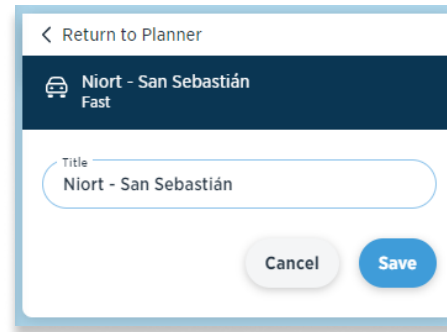 Return to Planner
Niort - San Sebastián
Fast
Title
Niort - San Sebastián
Cancel Save